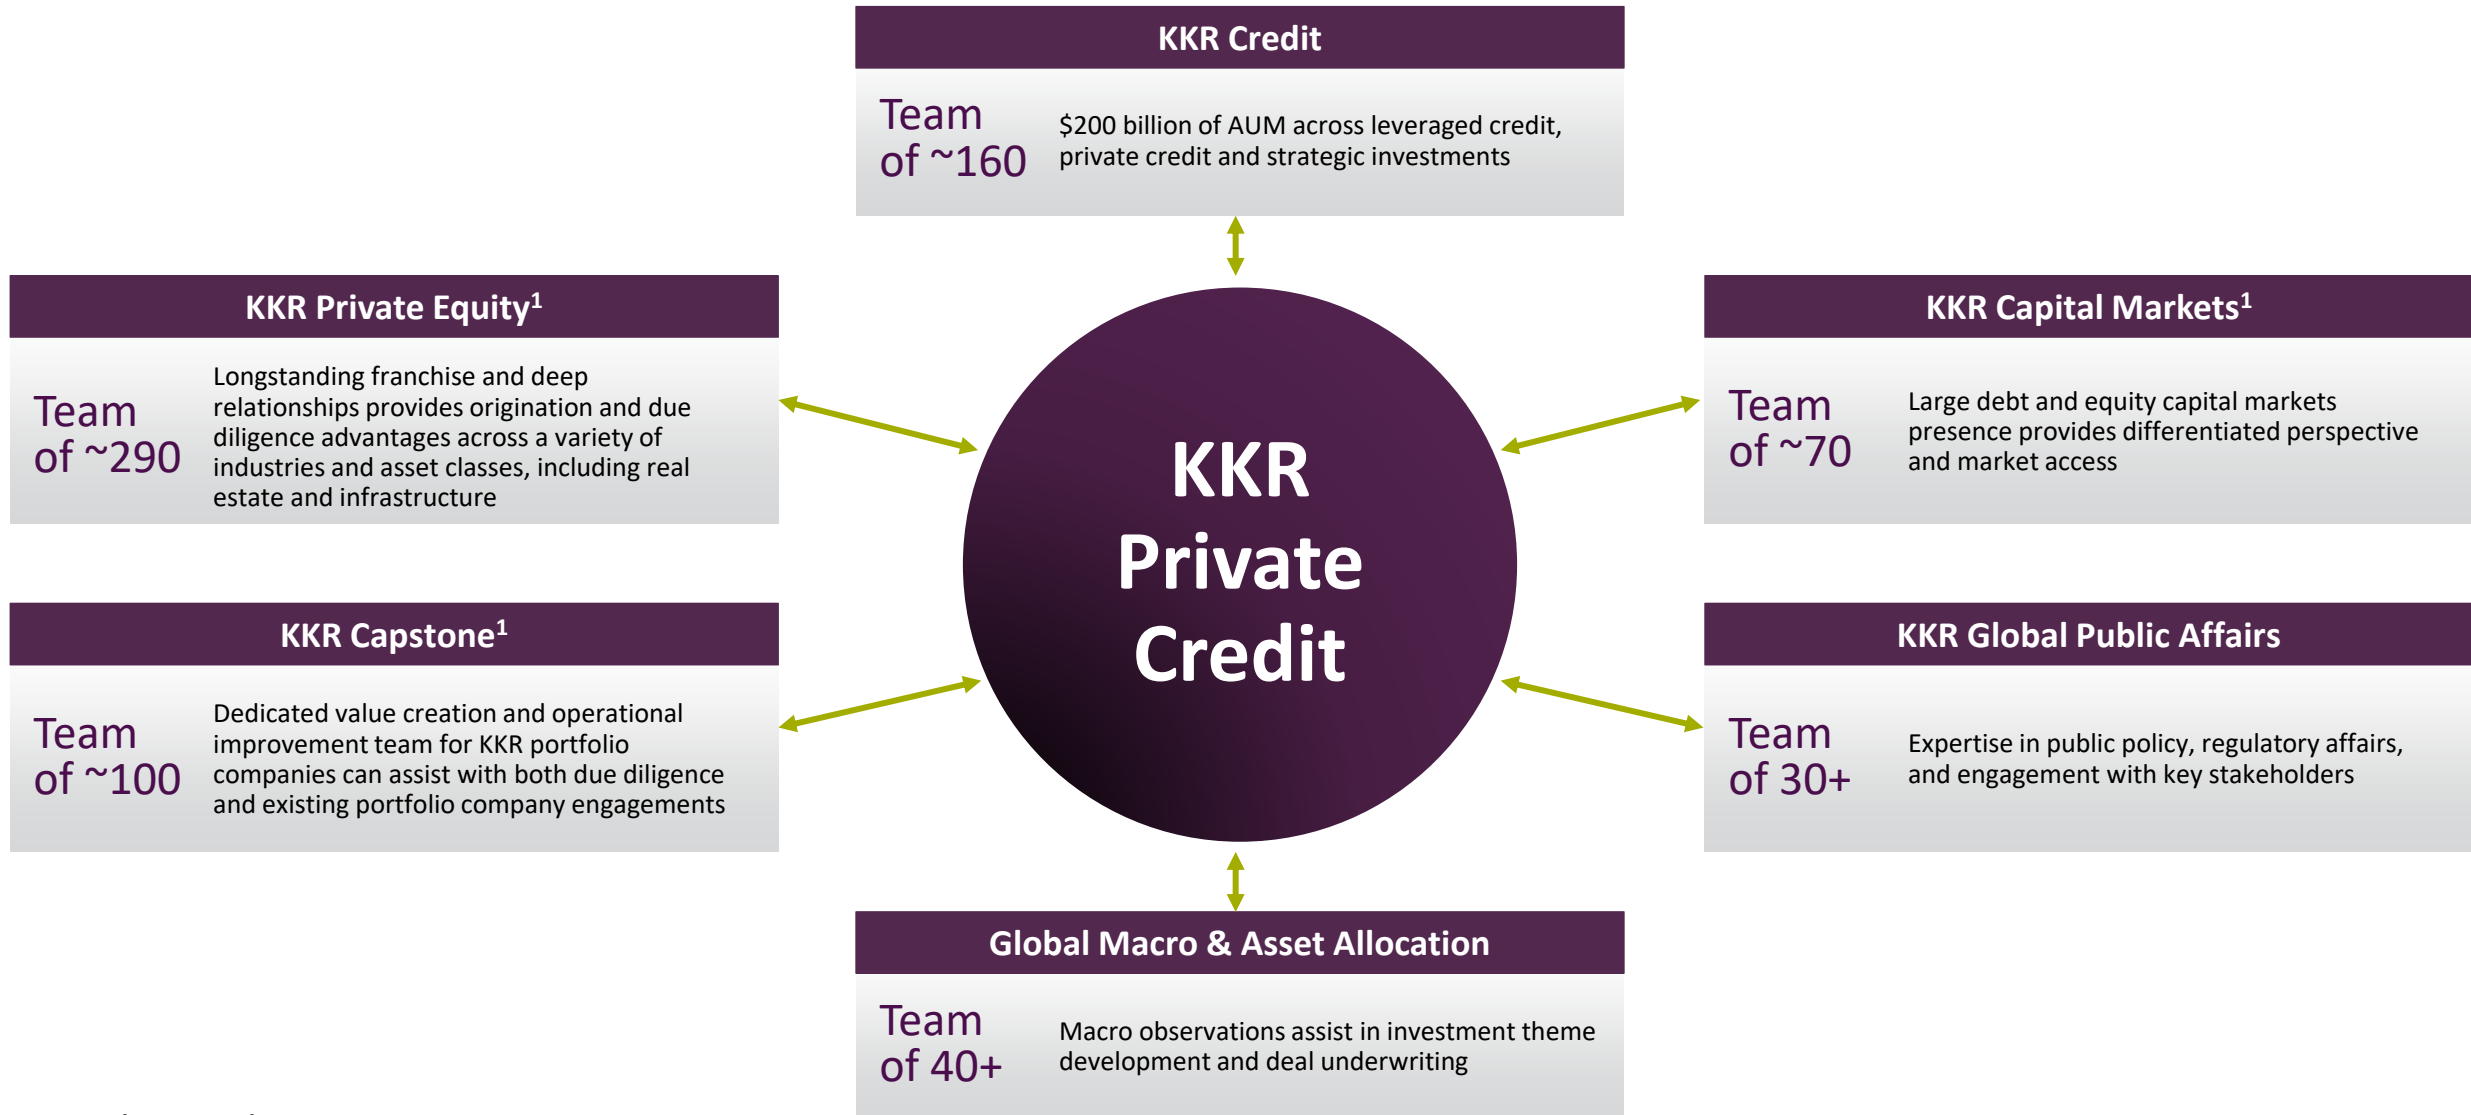 KKR Credit
Team
of ~160
$200 billion of AUM across leveraged credit,
private credit and strategic investments
KKR Private Equity¹
Team
of ~290
Longstanding franchise and deep
relationships provides origination and due
diligence advantages across a variety of
industries and asset classes, including real
estate and infrastructure
KKR Capital Markets¹
Team
of ~70
Large debt and equity capital markets
presence provides differentiated perspective
and market access
KKR
Private
Credit
KKR Capstone¹
Team
of ~100
Dedicated value creation and operational
improvement team for KKR portfolio
companies can assist with both due diligence
and existing portfolio company engagements
KKR Global Public Affairs
Team
of 30+
Expertise in public policy, regulatory affairs,
and engagement with key stakeholders
Global Macro & Asset Allocation
Team
of 40+
Macro observations assist in investment theme
development and deal underwriting